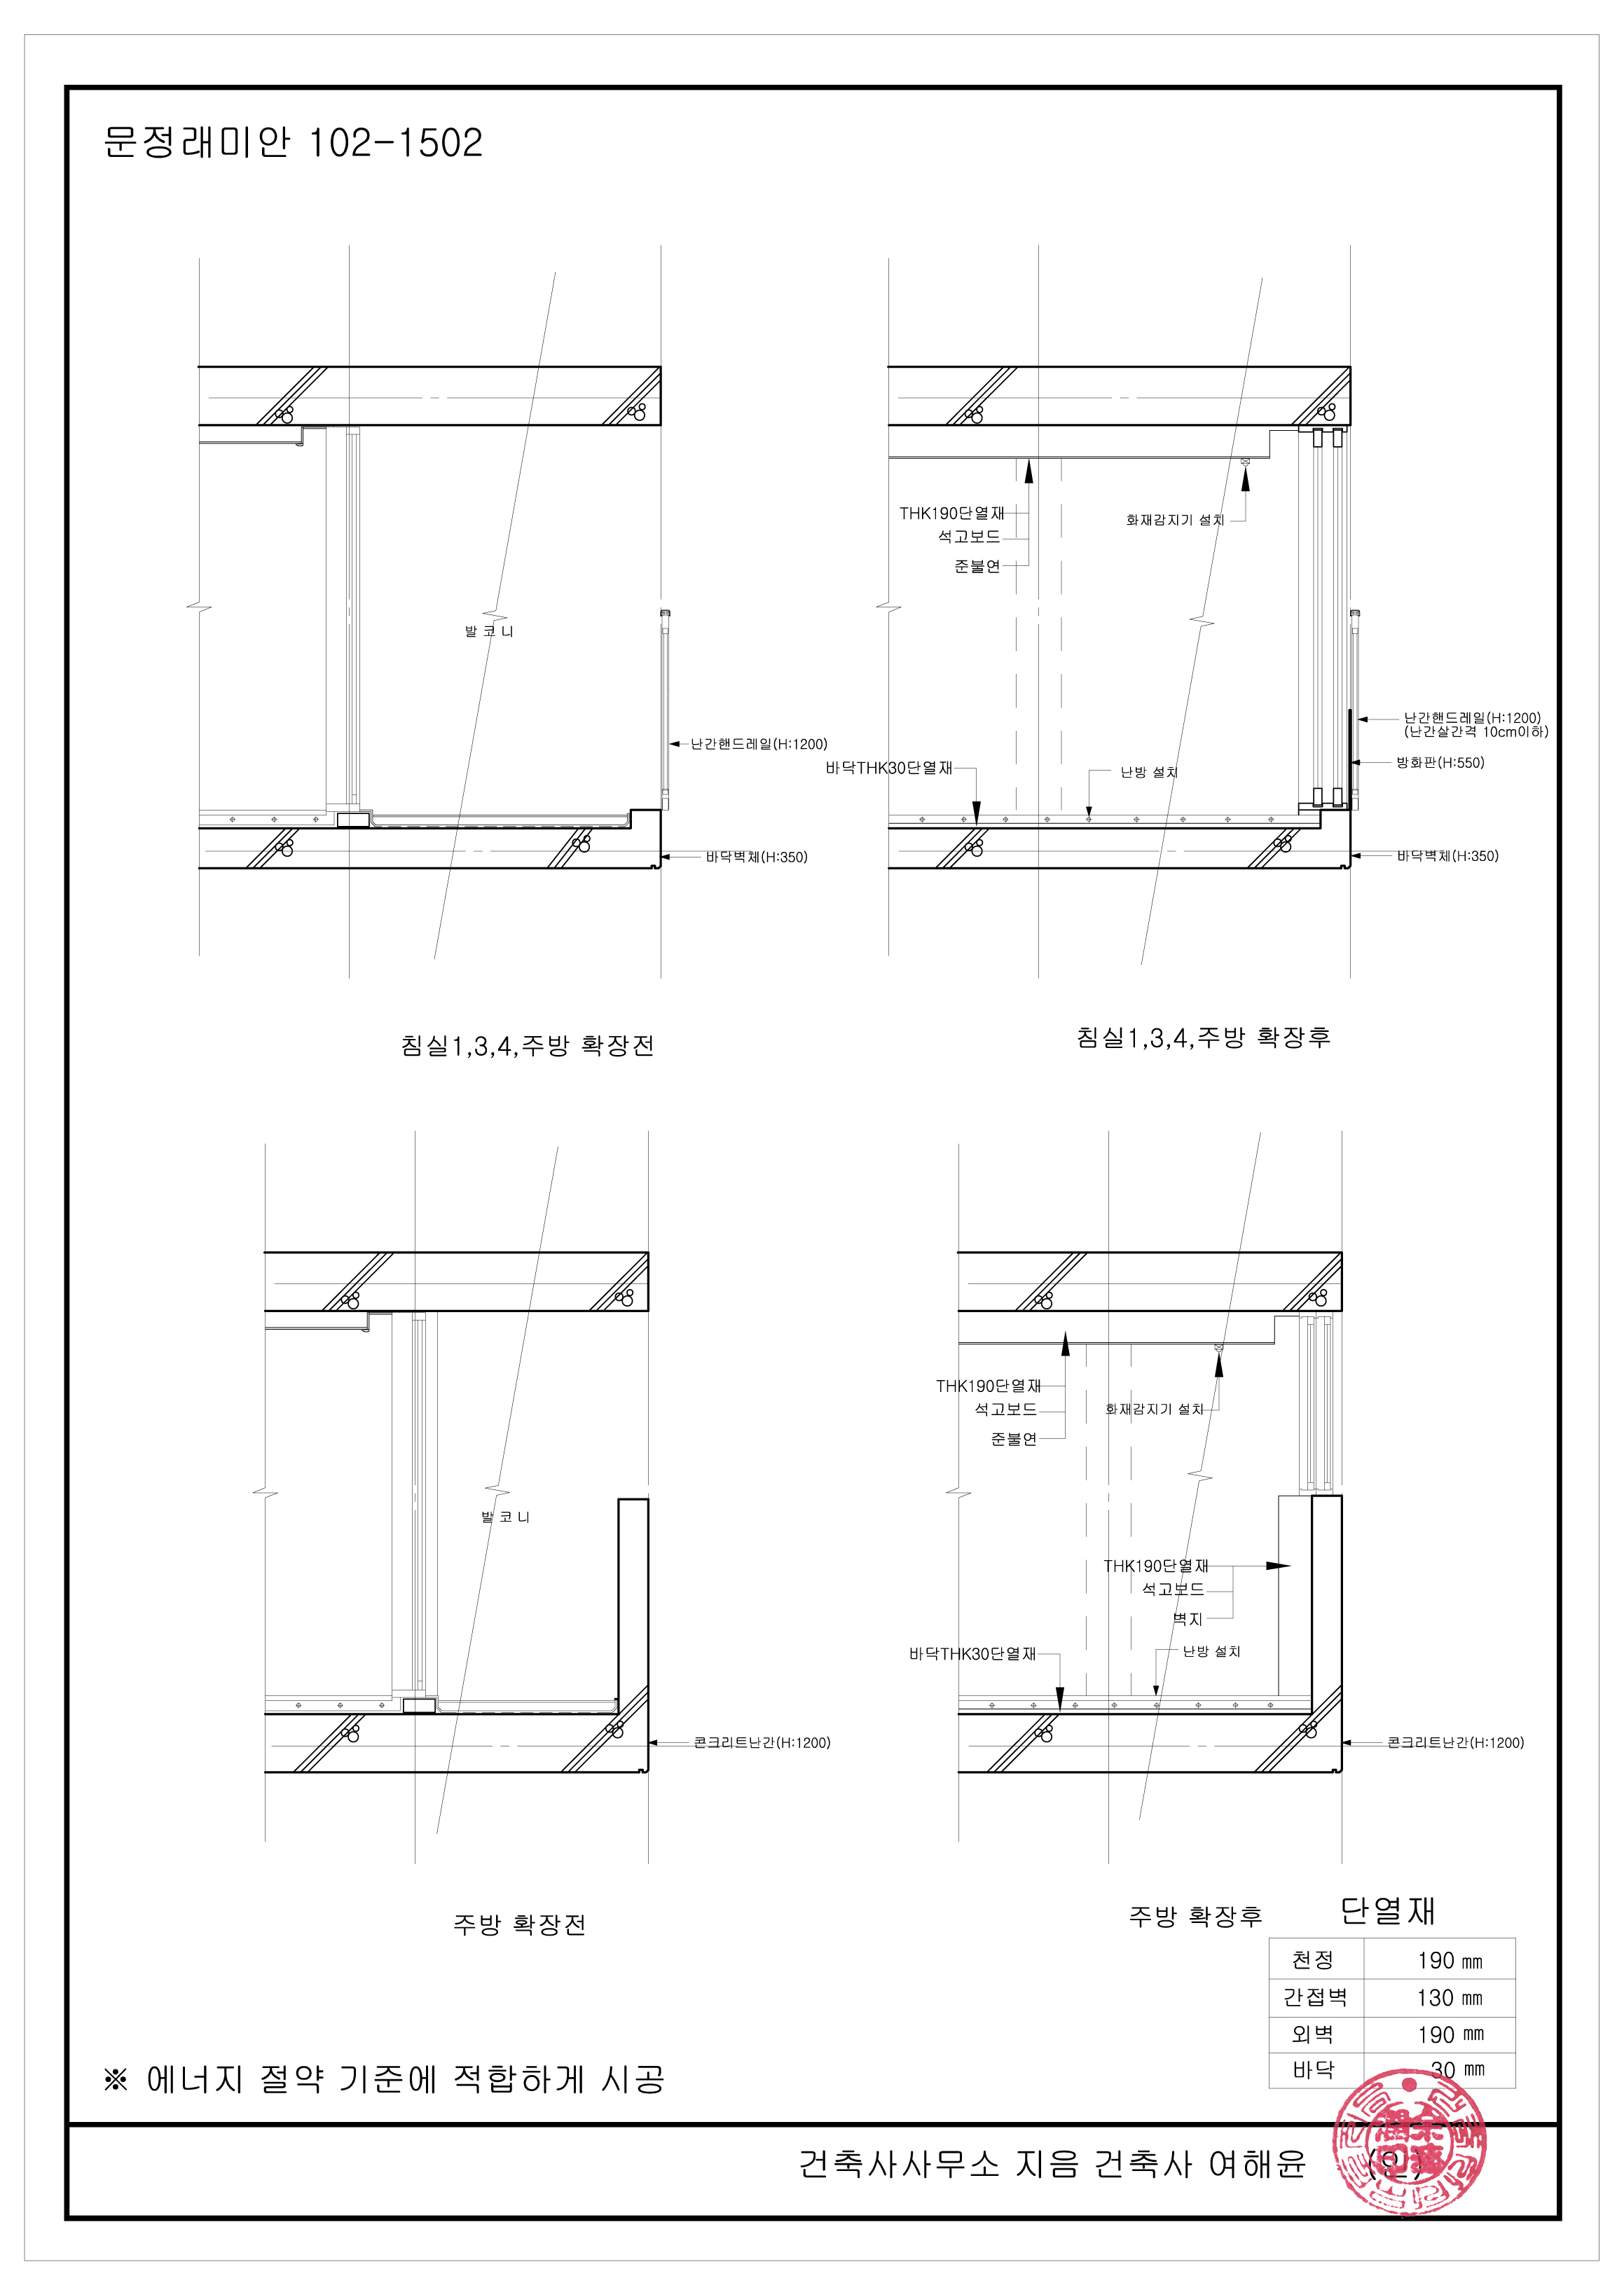 문정래미안 102-1502
발 코 니
난간핸드레일(H:1200)
바닥벽체(H:350)
침실1,3,4,주방 확장전
THK190단열재
석고보드
준불연
화재감지기 설치
바닥THK30단열재
난방 설치
난간핸드레일(H:1200)
(난간살간격 10cm이하)
방화판(H:550)
바닥벽체(H:350)
침실1,3,4,주방 확장후
발 코 니
콘크리트난간(H:1200)
주방 확장전
THK190단열재
석고보드
준불연
화재감지기 설치
THK190단열재
석고보드
벽지
바닥THK30단열재
난방 설치
콘크리트난간(H:1200)
주방 확장후
단열재
천정 190 ㎜
간접벽 130 ㎜
외벽 190 ㎜
바닥 30 ㎜
※ 에너지 절약 기준에 적합하게 시공
건축사사무소 지음 건축사 여해윤 (인)